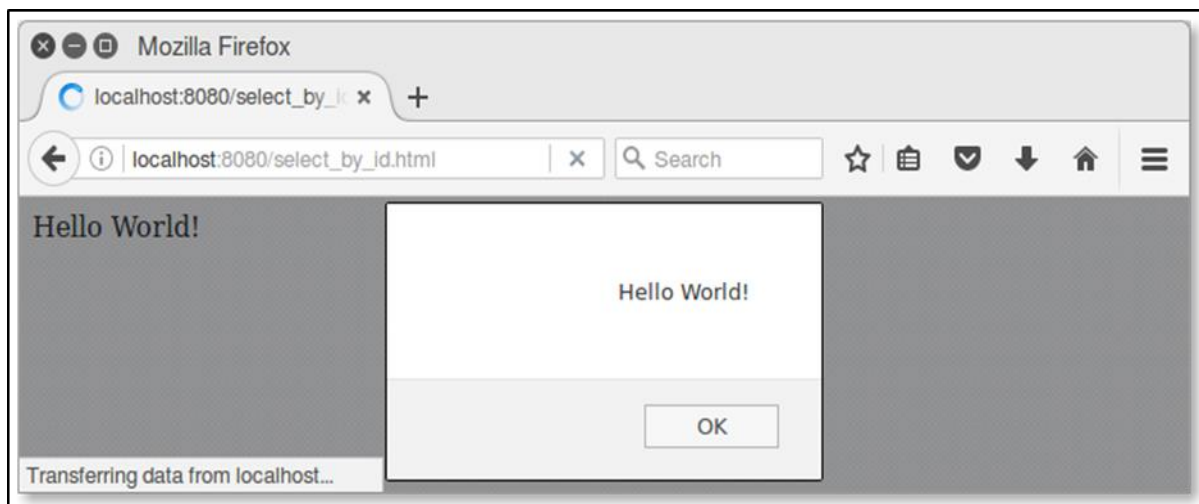 Mozilla Firefox
localhost:8080/select_by_i
localhost:8080/select_by_id.html
Search
Hello World!
Hello World!
OK
Transferring data from localhost...